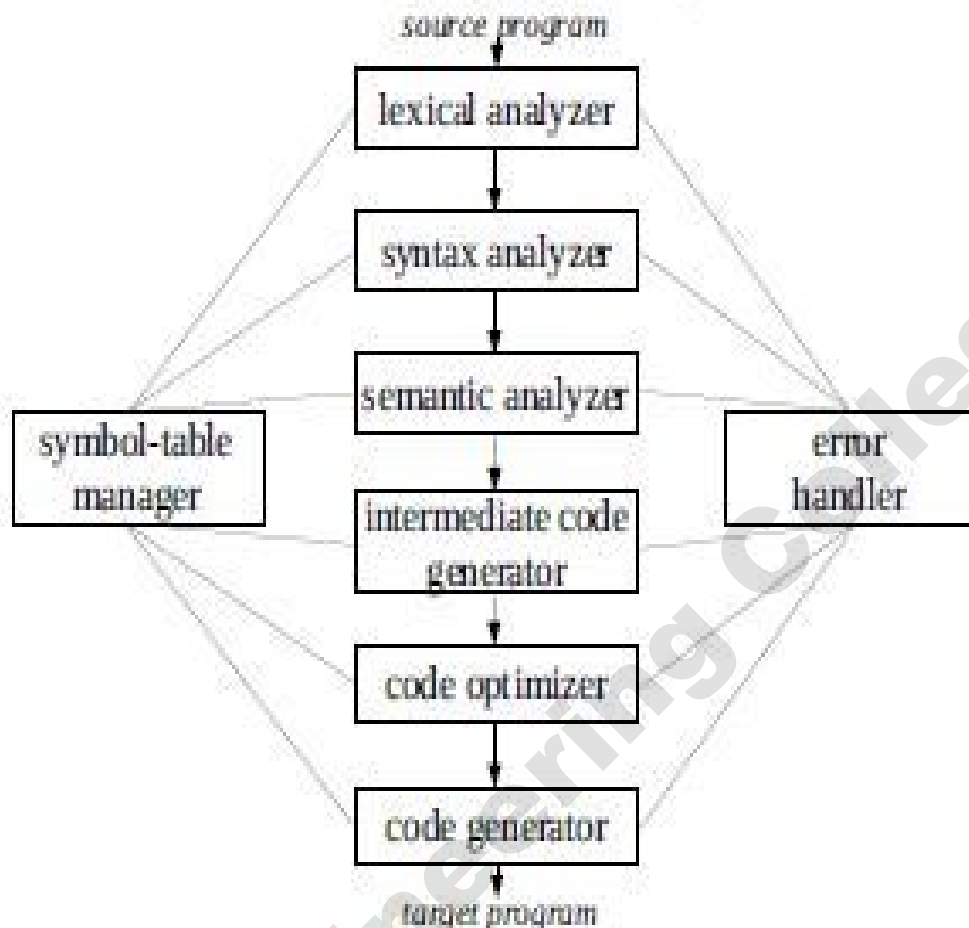 source program
lexical analyzer
syntax analyzer
semantic analyzer
symbol-table
manager
error
handler
intermediate code
generator
code optimizer
code generator
target program